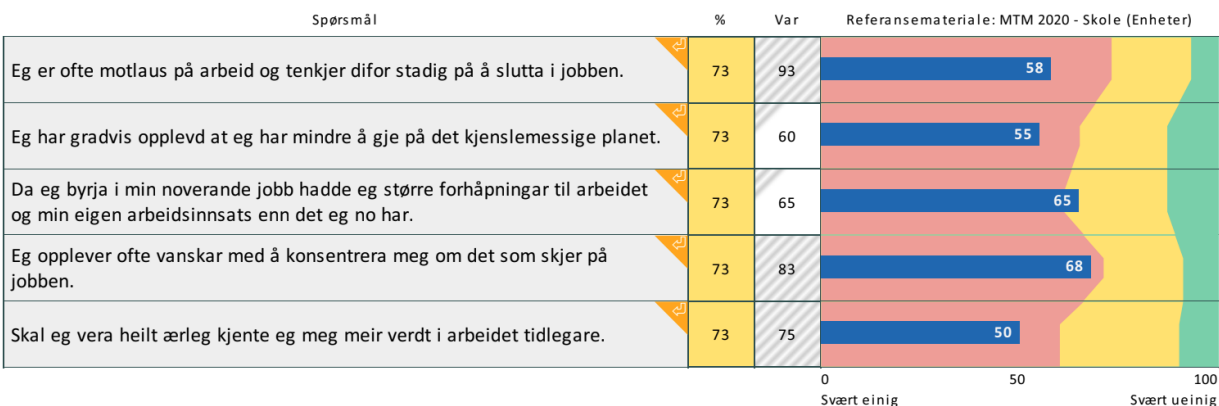 Spørsmål % Var Referansemateriale: MTM 2020 - Skole (Enheter)
Eg er ofte motlaus på arbeid og tenkjer difor stadig på å slutta i jobben. 73 93 58
Eg har gradvis opplevd at eg har mindre å gje på det kjenslemessige planet. 73 60 55
Da eg byrja i min noverande jobb hadde eg større forhåpningar til arbeidet
og min eigen arbeidsinnsats enn det eg no har. 73 65 65
Eg opplever ofte vanskar med å konsentrera meg om det som skjer på
jobben. 73 83 68
Skal eg vera heilt ærleg kjente eg meg meir verdt i arbeidet tidlegare. 73 75 50
0 50 100
Svært einig Svært ueinig